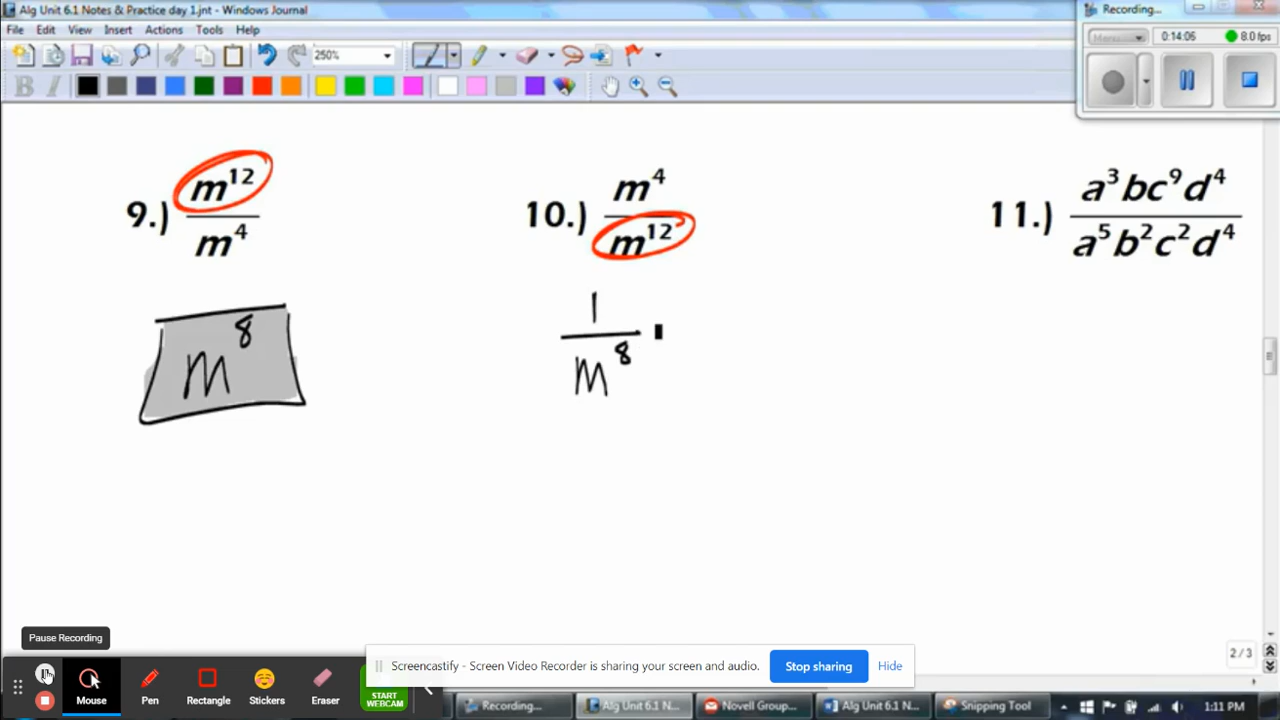 Alg Unit 6.1 Notes & Practice day 1.jnt - Windows Journal
Recording...
File Edit View Insert Actions Tools Help
Menu
0:14:06 8.0 fps
250%
B I
9.) m^12 / m^4
10.) m^4 / m^12
11.) a^3bc^9d^4 / a^5b^2c^2d^4
m^8
1 / m^8
Pause Recording
2 / 3
Screencastify - Screen Video Recorder is sharing your screen and audio. Stop sharing Hide
Mouse Pen Rectangle Stickers Eraser START WEBCAM
Recording... Alg Unit 6.1 N... Novell Group... Alg Unit 6.1 N... Snipping Tool 1:11 PM